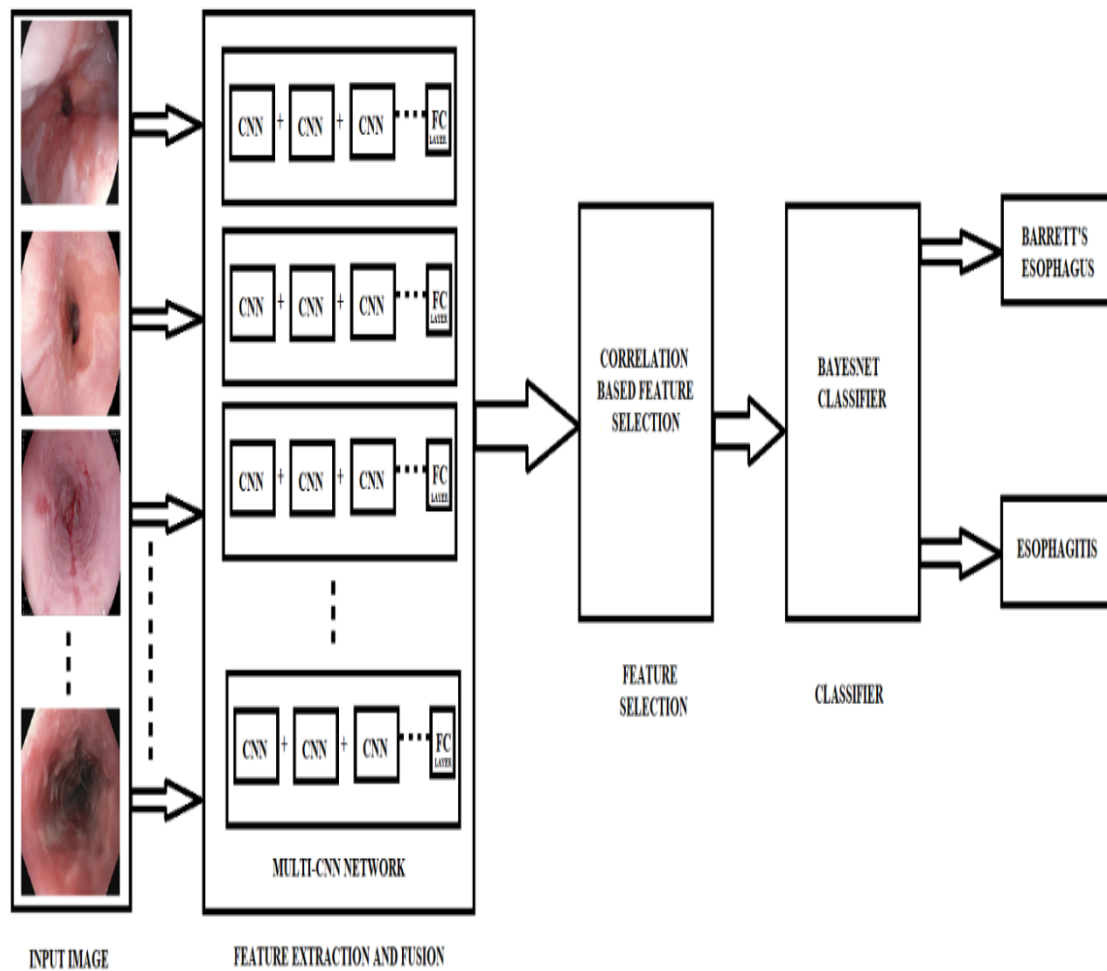 CNN + CNN + CNN FC
LAYER
CNN + CNN + CNN FC
LAYER
CNN + CNN + CNN FC
LAYER
CNN + CNN + CNN FC
LAYER
MULTI-CNN NETWORK
CORRELATION
BASED FEATURE
SELECTION
BAYESNET
CLASSIFIER
BARRETT'S
ESOPHAGUS
ESOPHAGITIS
FEATURE
SELECTION
CLASSIFIER
INPUT IMAGE
FEATURE EXTRACTION AND FUSION